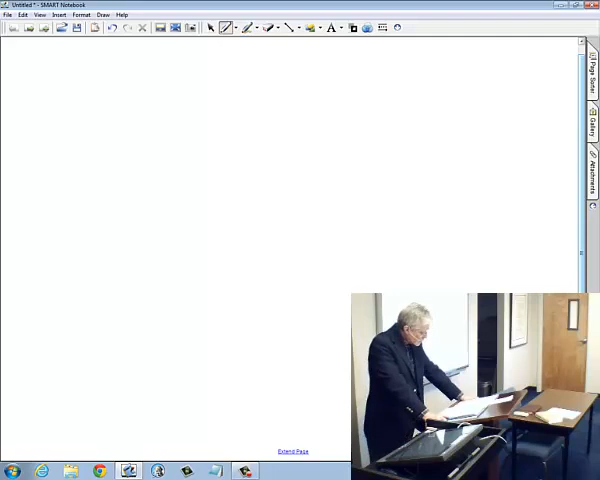 Untitled * - SMART Notebook
File Edit View Insert Format Draw Help
Page Sorter
Gallery
Attachments
Extend Page